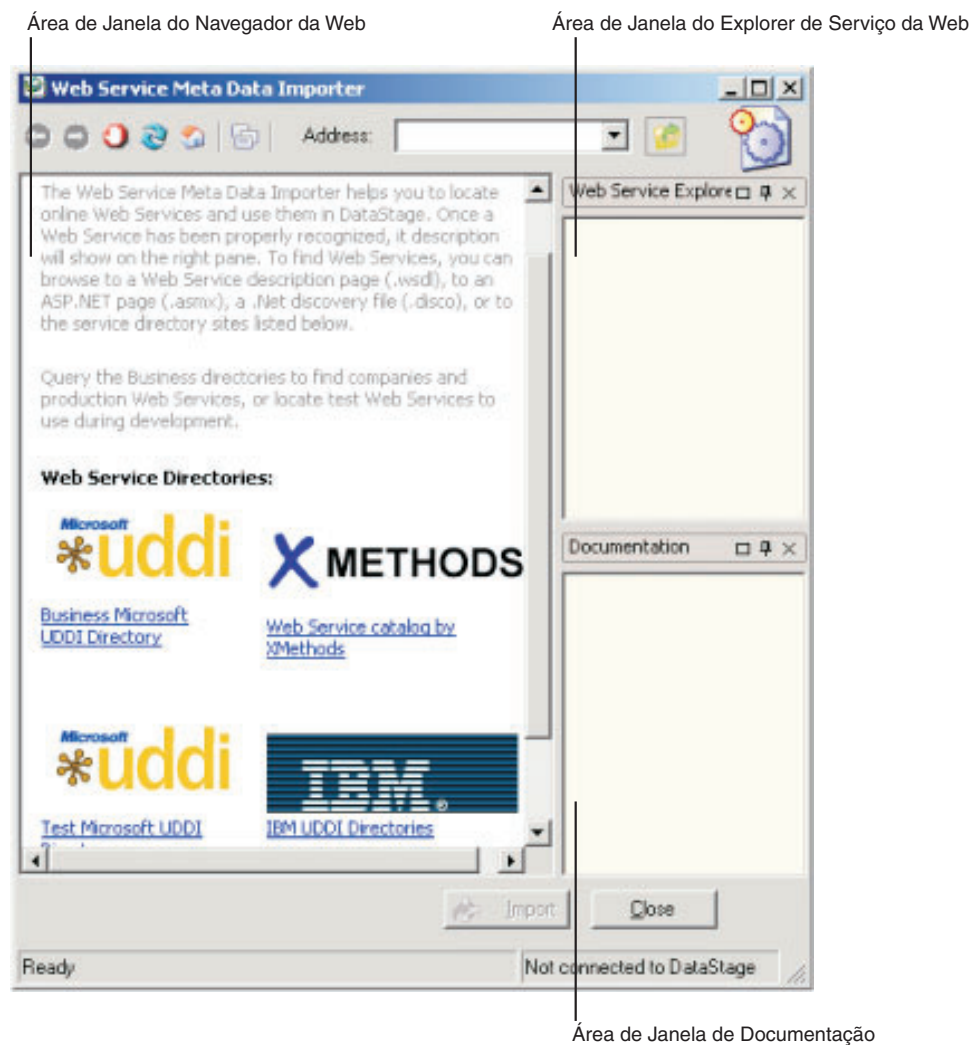 Área de Janela do Navegador da Web
Área de Janela do Explorer de Serviço da Web
Web Service Meta Data Importer
Address:
The Web Service Meta Data Importer helps you to locate
online Web Services and use them in DataStage. Once a
Web Service has been properly recognized, it description
will show on the right pane. To find Web Services, you can
browse to a Web Service description page (.wsdl), to an
ASP.NET page (.asmx), a .Net discovery file (.disco), or to
the service directory sites listed below.
Query the Business directories to find companies and
production Web Services, or locate test Web Services to
use during development.
Web Service Directories:
Microsoft
uddi
X METHODS
Business Microsoft
UDDI Directory
Web Service catalog by
XMethods
Microsoft
uddi
IBM®
Test Microsoft UDDI
IBM UDDI Directories
Web Service Explore
Documentation
Import
Close
Ready
Not connected to DataStage
Área de Janela de Documentação